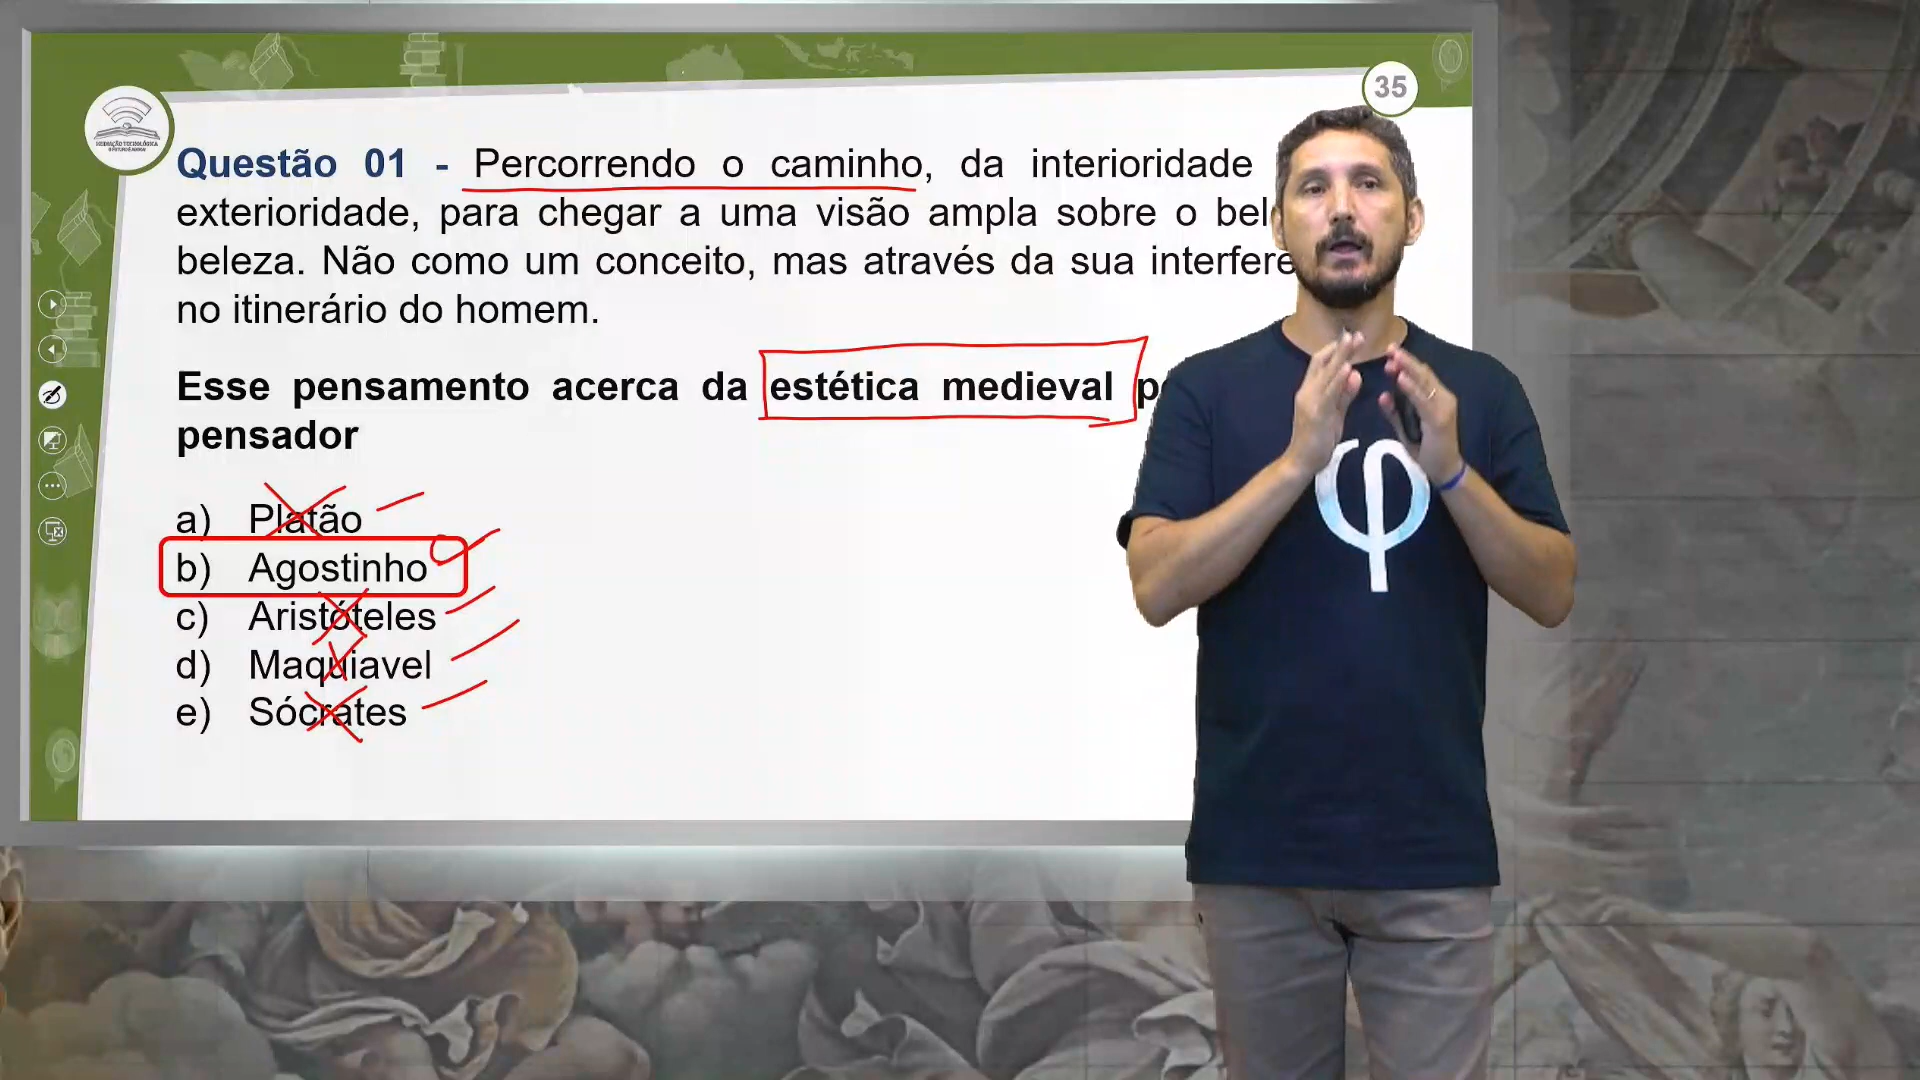 35
MEDIAÇÃO TECNOLÓGICA
Questão 01 - Percorrendo o caminho, da interioridade
exterioridade, para chegar a uma visão ampla sobre o
beleza. Não como um conceito, mas através da sua
no itinerário do homem.
Esse pensamento acerca da estética medieval
pensador
a) Platão
b) Agostinho
c) Aristóteles
d) Maquiavel
e) Sócrates
φ